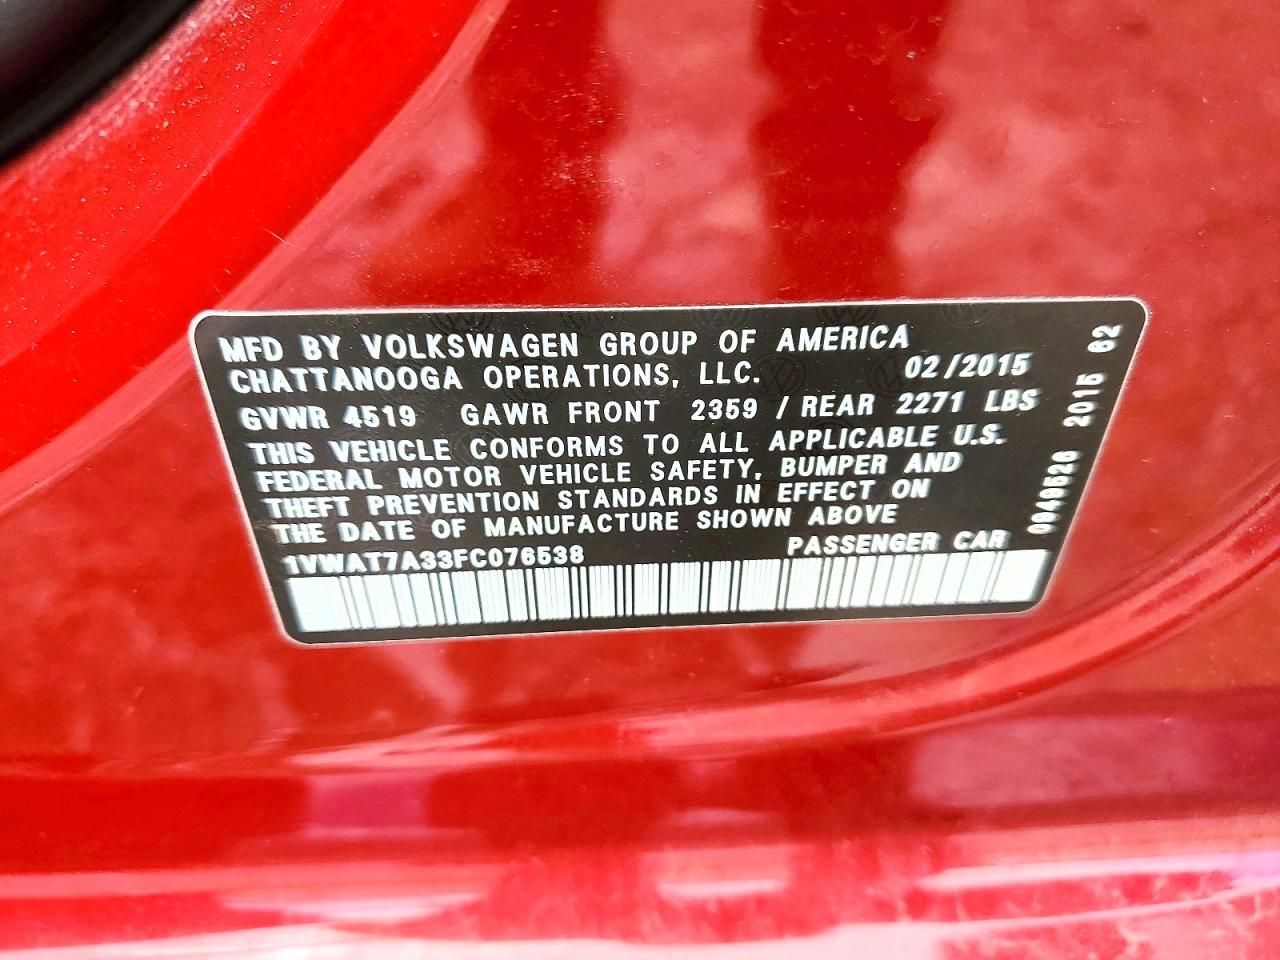 MFD BY VOLKSWAGEN GROUP OF AMERICA
CHATTANOOGA OPERATIONS, LLC. 02/2015
GVWR 4519 GAWR FRONT 2359 / REAR 2271 LBS
THIS VEHICLE CONFORMS TO ALL APPLICABLE U.S.
FEDERAL MOTOR VEHICLE SAFETY, BUMPER AND
THEFT PREVENTION STANDARDS IN EFFECT ON
THE DATE OF MANUFACTURE SHOWN ABOVE
1VWAT7A33FC076538 PASSENGER CAR
0949526 2015 62